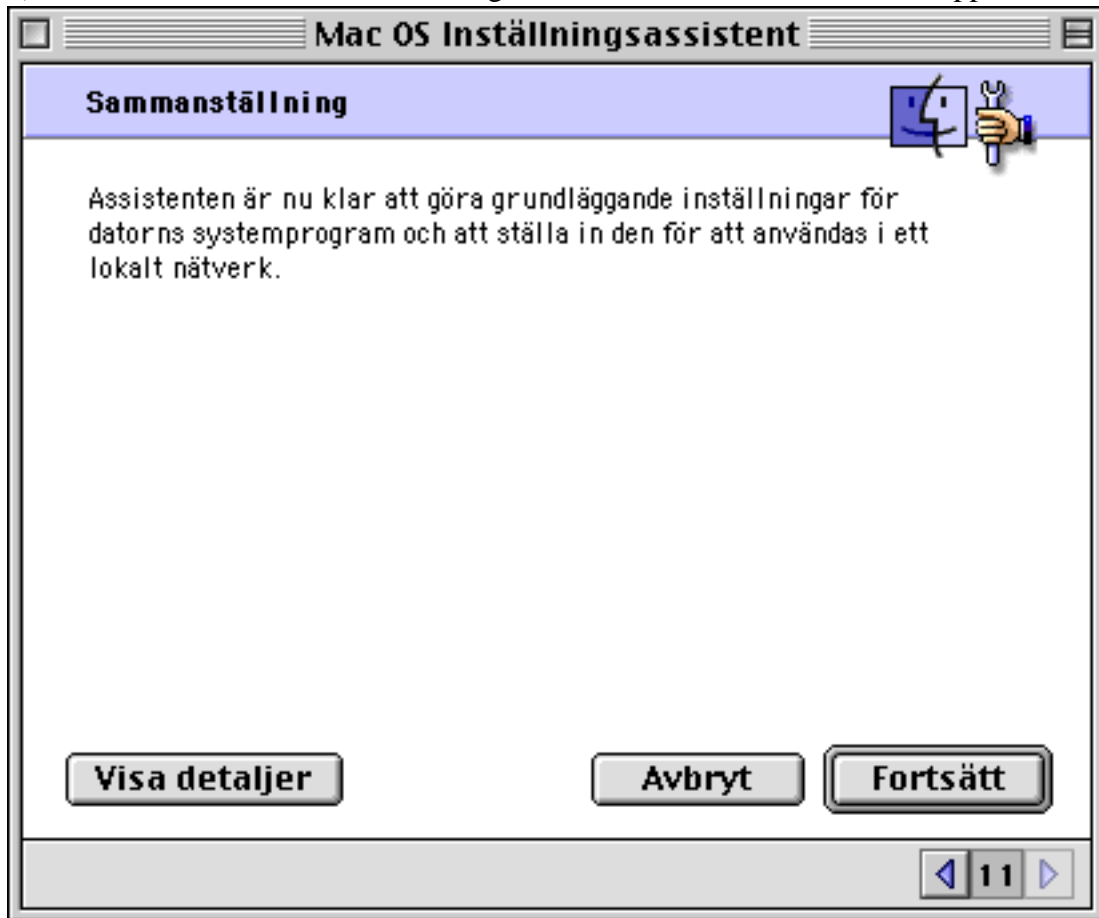 Mac OS Inställningsassistent
Sammanställning
Assistenten är nu klar att göra grundläggande inställningar för
datorns systemprogram och att ställa in den för att användas i ett
lokalt nätverk.
Visa detaljer
Avbryt
Fortsätt
11